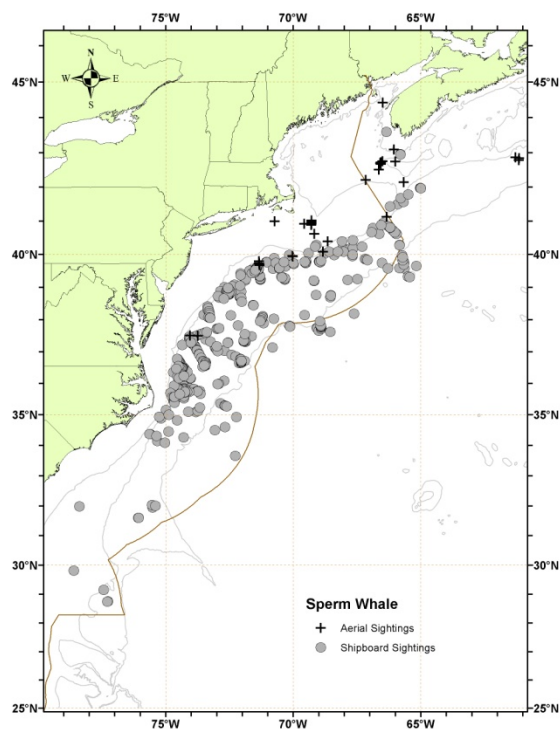 75°W 70°W 65°W
N
W E
S
45°N 45°N
40°N 40°N
35°N 35°N
30°N 30°N
Sperm Whale
Aerial Sightings
Shipboard Sightings
25°N 25°N
75°W 70°W 65°W